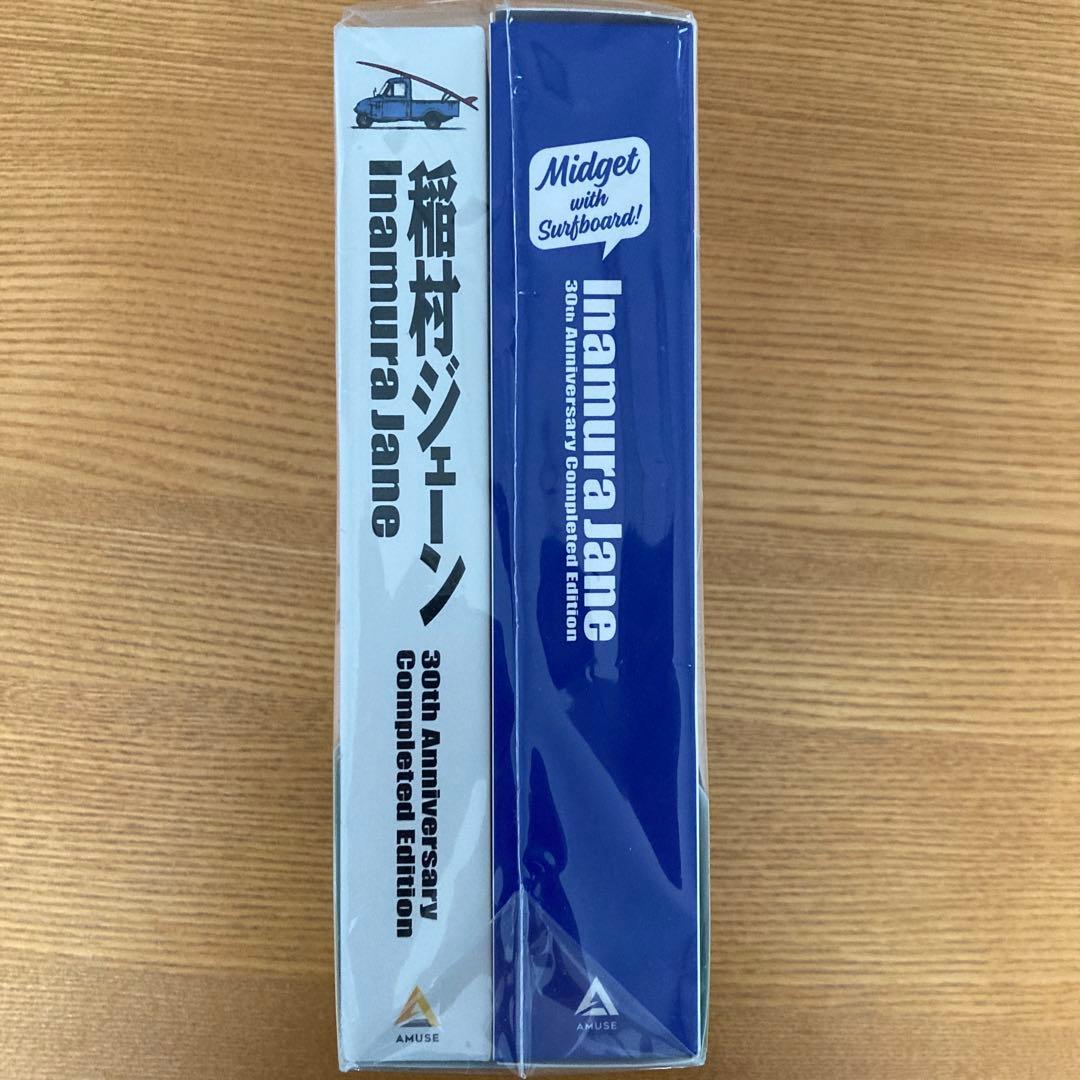 稲村ジェーン
Inamura Jane
30th Anniversary
Completed Edition
AMUSE
Midget
with
Surfboard!
Inamura Jane
30th Anniversary Completed Edition
AMUSE